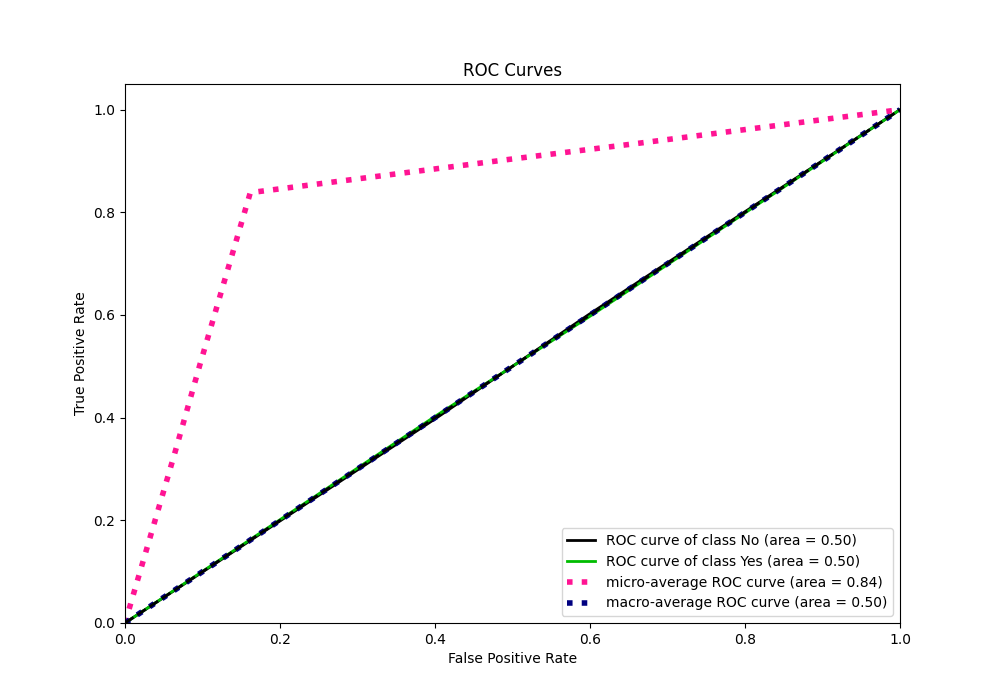 ROC Curves
True Positive Rate
1.0
0.8
0.6
0.4
0.2
0.0
0.0 0.2 0.4 0.6 0.8 1.0
False Positive Rate
ROC curve of class No (area = 0.50)
ROC curve of class Yes (area = 0.50)
micro-average ROC curve (area = 0.84)
macro-average ROC curve (area = 0.50)